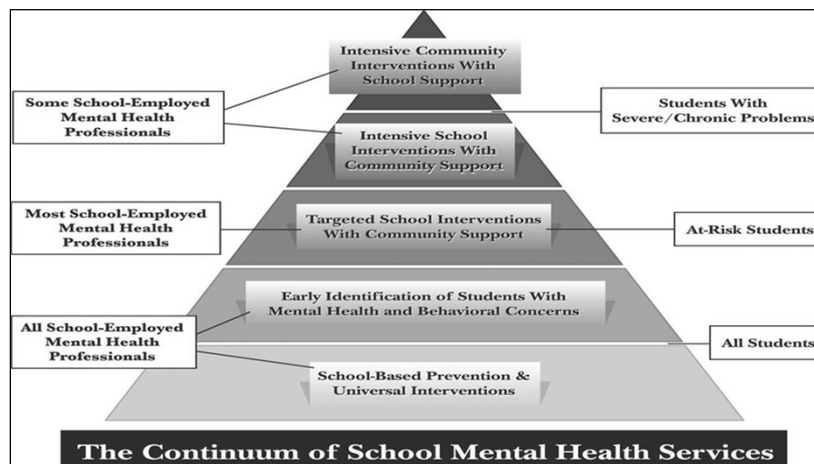 Intensive Community
Interventions With
School Support
Some School-Employed
Mental Health
Professionals
Students With
Severe/Chronic Problems
Intensive School
Interventions With
Community Support
Most School-Employed
Mental Health
Professionals
Targeted School Interventions
With Community Support
At-Risk Students
Early Identification of Students With
Mental Health and Behavioral Concerns
All School-Employed
Mental Health
Professionals
All Students
School-Based Prevention &
Universal Interventions
The Continuum of School Mental Health Services